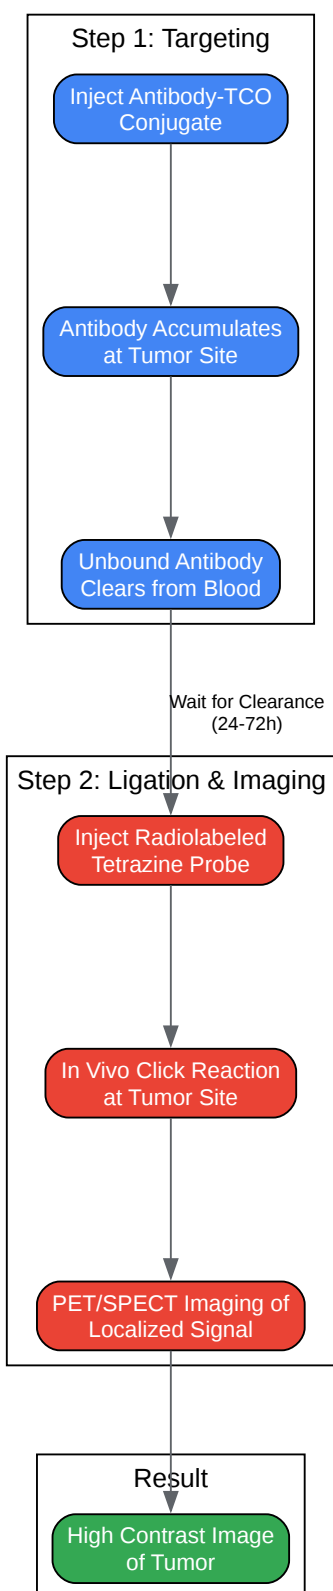 Step 1: Targeting
Inject Antibody-TCO
Conjugate
Antibody Accumulates
at Tumor Site
Unbound Antibody
Clears from Blood
Wait for Clearance
(24-72h)
Step 2: Ligation & Imaging
Inject Radiolabeled
Tetrazine Probe
In Vivo Click Reaction
at Tumor Site
PET/SPECT Imaging of
Localized Signal
Result
High Contrast Image
of Tumor